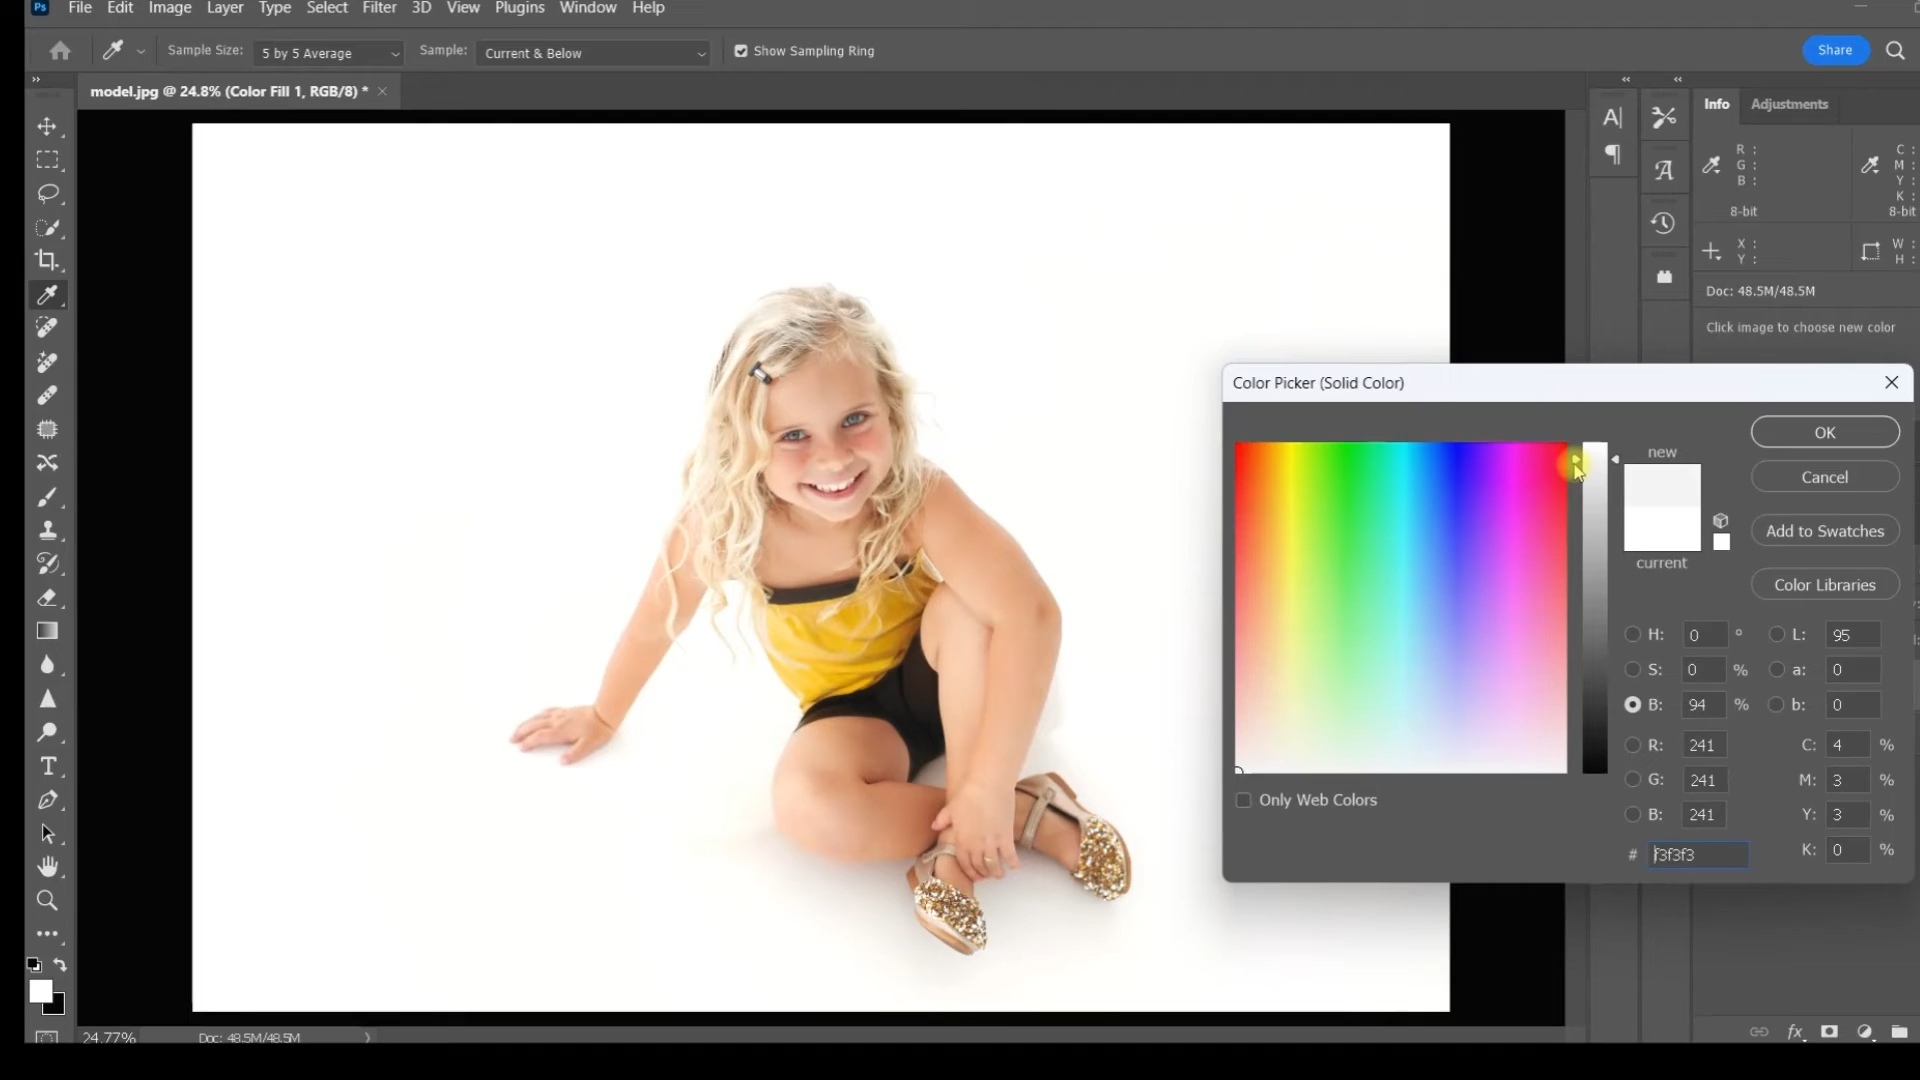 Ps File Edit Image Layer Type Select Filter 3D View Plugins Window Help
Sample Size: 5 by 5 Average Sample: Current & Below Show Sampling Ring Share
model.jpg @ 24.8% (Color Fill 1, RGB/8) * ×
Info Adjustments
R : C :
G : M :
B : Y :
K :
8-bit 8-bit
X : W :
Y : H :
Doc: 48.5M/48.5M
Click image to choose new color
Color Picker (Solid Color)
new
current
OK
Cancel
Add to Swatches
Color Libraries
H: 0 ° L: 95
S: 0 % a: 0
B: 94 % b: 0
R: 241 C: 4 %
G: 241 M: 3 %
B: 241 Y: 3 %
# f3f3f3 K: 0 %
Only Web Colors
24.77% Doc: 48.5M/48.5M
fx